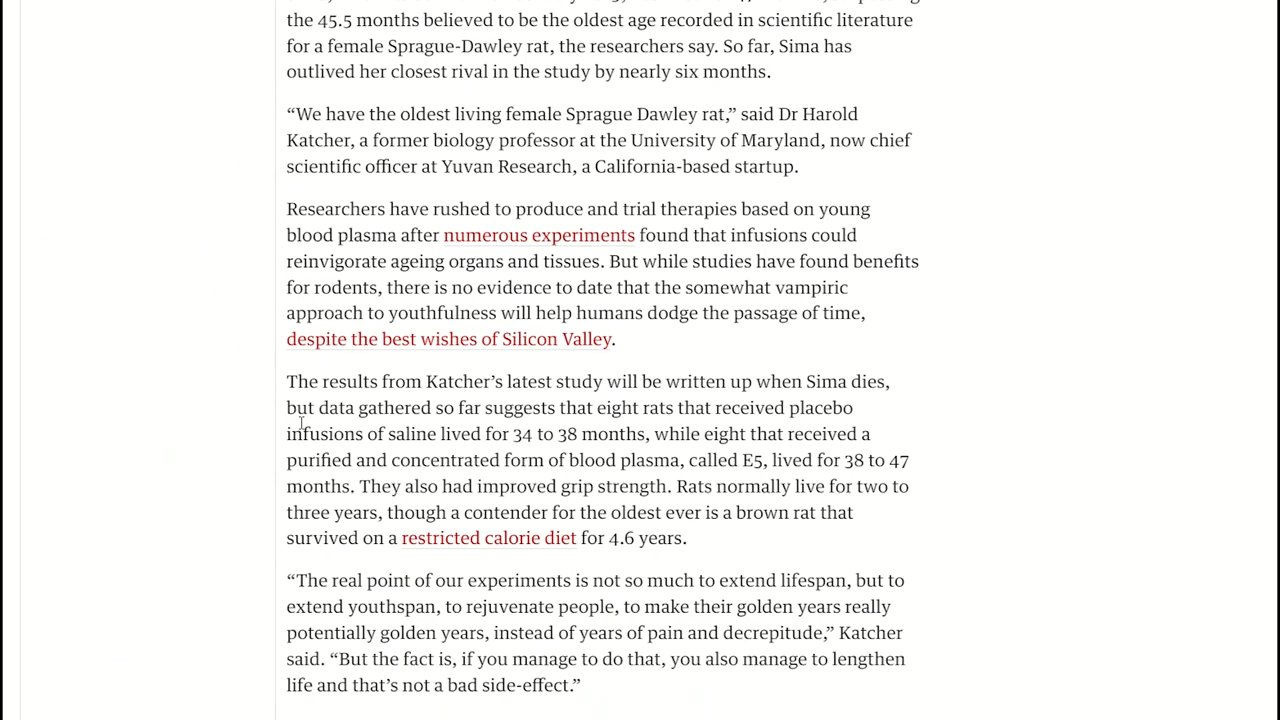 the 45.5 months believed to be the oldest age recorded in scientific literature
for a female Sprague-Dawley rat, the researchers say. So far, Sima has
outlived her closest rival in the study by nearly six months.
“We have the oldest living female Sprague Dawley rat,” said Dr Harold
Katcher, a former biology professor at the University of Maryland, now chief
scientific officer at Yuvan Research, a California-based startup.
Researchers have rushed to produce and trial therapies based on young
blood plasma after numerous experiments found that infusions could
reinvigorate ageing organs and tissues. But while studies have found benefits
for rodents, there is no evidence to date that the somewhat vampiric
approach to youthfulness will help humans dodge the passage of time,
despite the best wishes of Silicon Valley.
The results from Katcher’s latest study will be written up when Sima dies,
but data gathered so far suggests that eight rats that received placebo
infusions of saline lived for 34 to 38 months, while eight that received a
purified and concentrated form of blood plasma, called E5, lived for 38 to 47
months. They also had improved grip strength. Rats normally live for two to
three years, though a contender for the oldest ever is a brown rat that
survived on a restricted calorie diet for 4.6 years.
“The real point of our experiments is not so much to extend lifespan, but to
extend youthspan, to rejuvenate people, to make their golden years really
potentially golden years, instead of years of pain and decrepitude,” Katcher
said. “But the fact is, if you manage to do that, you also manage to lengthen
life and that’s not a bad side-effect.”